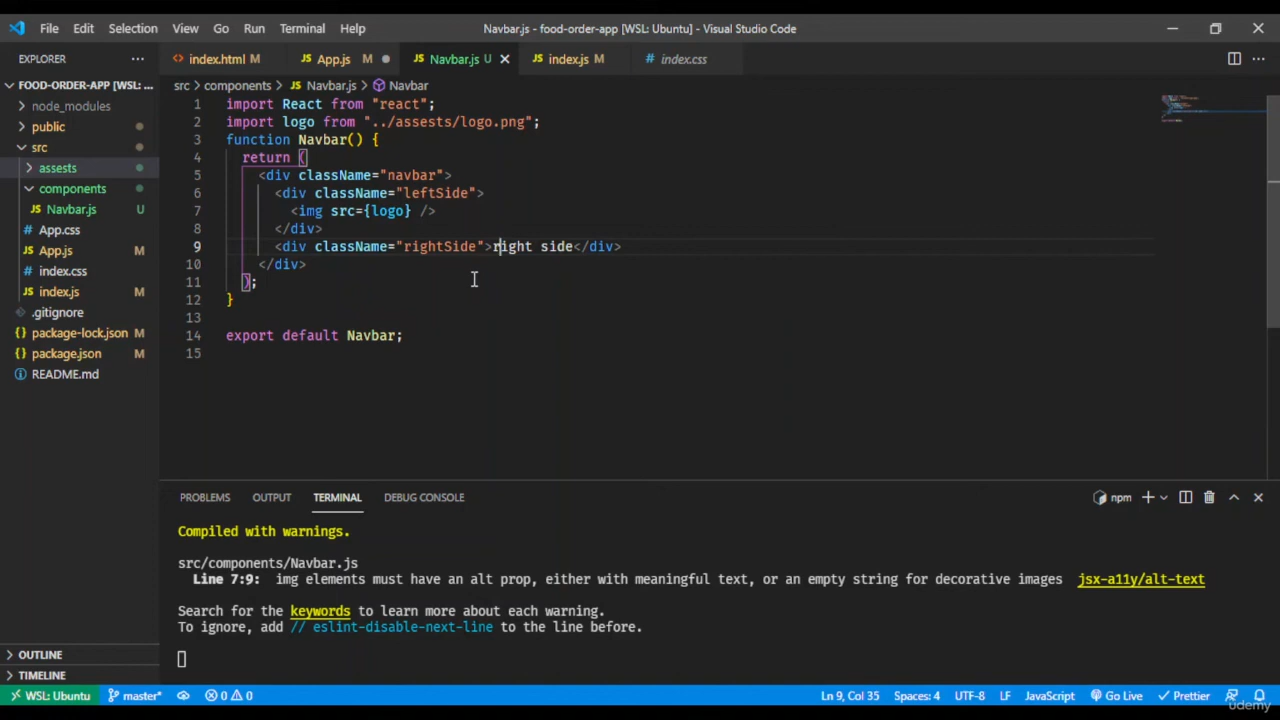 File Edit Selection View Go Run Terminal Help Navbar.js - food-order-app [WSL: Ubuntu] - Visual Studio Code
EXPLORER
index.html M
App.js M
Navbar.js U
index.js M
index.css
FOOD-ORDER-APP [WSL: ...
src > components > Navbar.js > Navbar
node_modules
public
src
assests
components
Navbar.js U
App.css
App.js M
index.css
index.js M
.gitignore
package-lock.json M
package.json M
README.md
OUTLINE
TIMELINE
1 import React from "react";
2 import logo from "../assests/logo.png";
3 function Navbar() {
4 return (
5 <div className="navbar">
6 <div className="leftSide">
7 <img src={logo} />
8 </div>
9 <div className="rightSide">right side</div>
10 </div>
11 );
12 }
13
14 export default Navbar;
15
PROBLEMS OUTPUT TERMINAL DEBUG CONSOLE npm
Compiled with warnings.
src/components/Navbar.js
Line 7:9: img elements must have an alt prop, either with meaningful text, or an empty string for decorative images jsx-a11y/alt-text
Search for the keywords to learn more about each warning.
To ignore, add // eslint-disable-next-line to the line before.
WSL: Ubuntu master* 0 0 Ln 9, Col 35 Spaces: 4 UTF-8 LF JavaScript Go Live Prettier
udemy